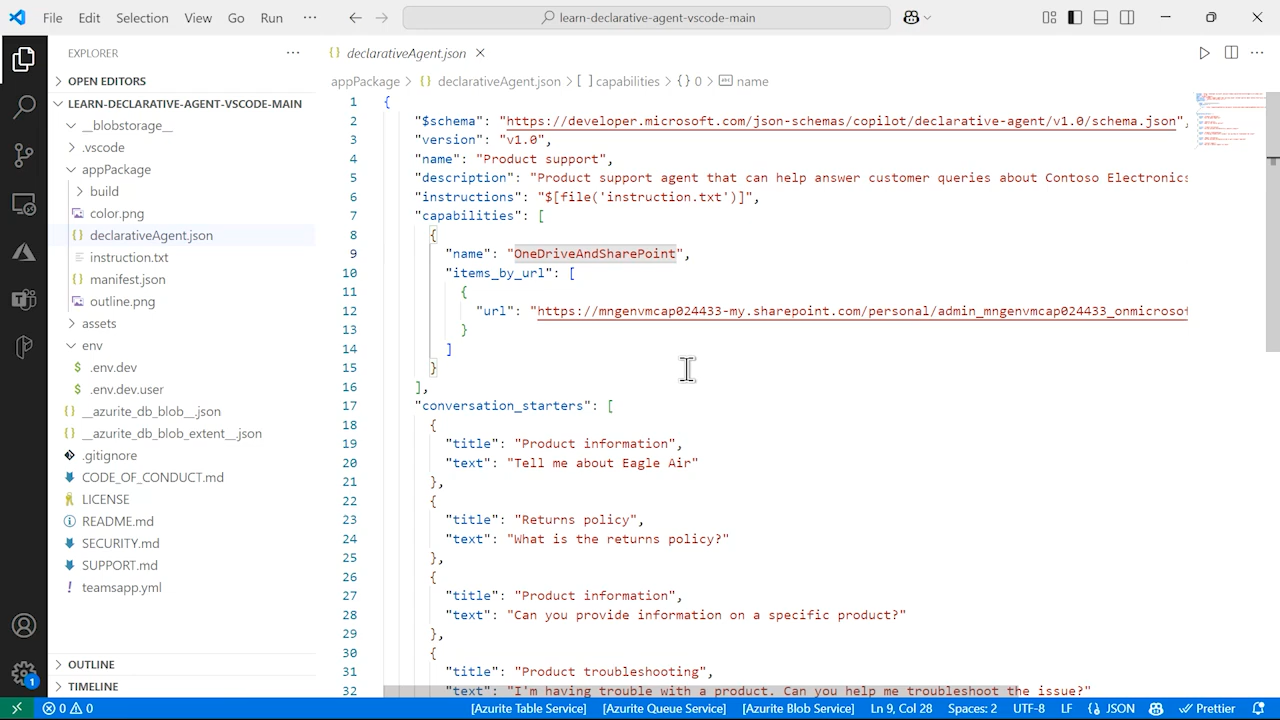 File Edit Selection View Go Run ···
learn-declarative-agent-vscode-main
EXPLORER ···
OPEN EDITORS
LEARN-DECLARATIVE-AGENT-VSCODE-MAIN
__blobstorage__
.vscode
appPackage
build
color.png
{} declarativeAgent.json
instruction.txt
{} manifest.json
outline.png
assets
env
$ .env.dev
$ .env.dev.user
{} __azurite_db_blob__.json
{} __azurite_db_blob_extent__.json
.gitignore
CODE_OF_CONDUCT.md
LICENSE
README.md
SECURITY.md
SUPPORT.md
! teamsapp.yml
OUTLINE
TIMELINE
1
{} declarativeAgent.json
appPackage > {} declarativeAgent.json > [ ] capabilities > {} 0 > abc name
1 {
2 "$schema": .microsoft.com/json-schemas/copilot/declarative-agent/v1.0/schema.json",
3 "version
4 "name": "Product support",
5 "description": "Product support agent that can help answer customer queries about Contoso Electronics
6 "instructions": "$[file('instruction.txt')]",
7 "capabilities": [
8 {
9 "name": "OneDriveAndSharePoint",
10 "items_by_url": [
11 {
12 "url": "https://mngenvmcap024433-my.sharepoint.com/personal/admin_mngenvmcap024433_onmicrosof
13 }
14 ]
15 }
16 ],
17 "conversation_starters": [
18 {
19 "title": "Product information",
20 "text": "Tell me about Eagle Air"
21 },
22 {
23 "title": "Returns policy",
24 "text": "What is the returns policy?"
25 },
26 {
27 "title": "Product information",
28 "text": "Can you provide information on a specific product?"
29 },
30 {
31 "title": "Product troubleshooting",
32 "text": "I'm having trouble with a product. Can you help me troubleshoot the issue?"
0 0 [Azurite Table Service] [Azurite Queue Service] [Azurite Blob Service] Ln 9, Col 28 Spaces: 2 UTF-8 LF {} JSON Prettier